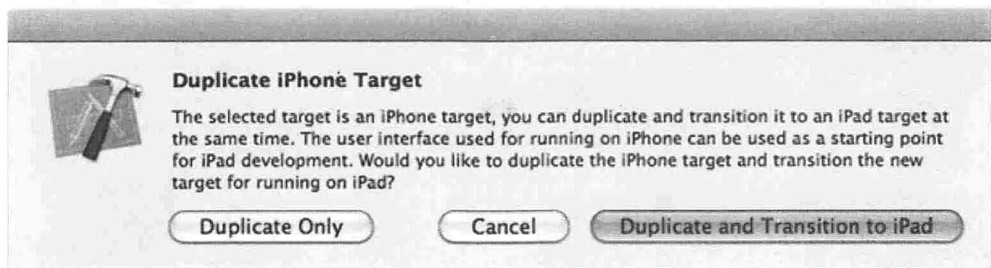 Duplicate iPhone Target
The selected target is an iPhone target, you can duplicate and transition it to an iPad target at
the same time. The user interface used for running on iPhone can be used as a starting point
for iPad development. Would you like to duplicate the iPhone target and transition the new
target for running on iPad?
Duplicate Only Cancel Duplicate and Transition to iPad